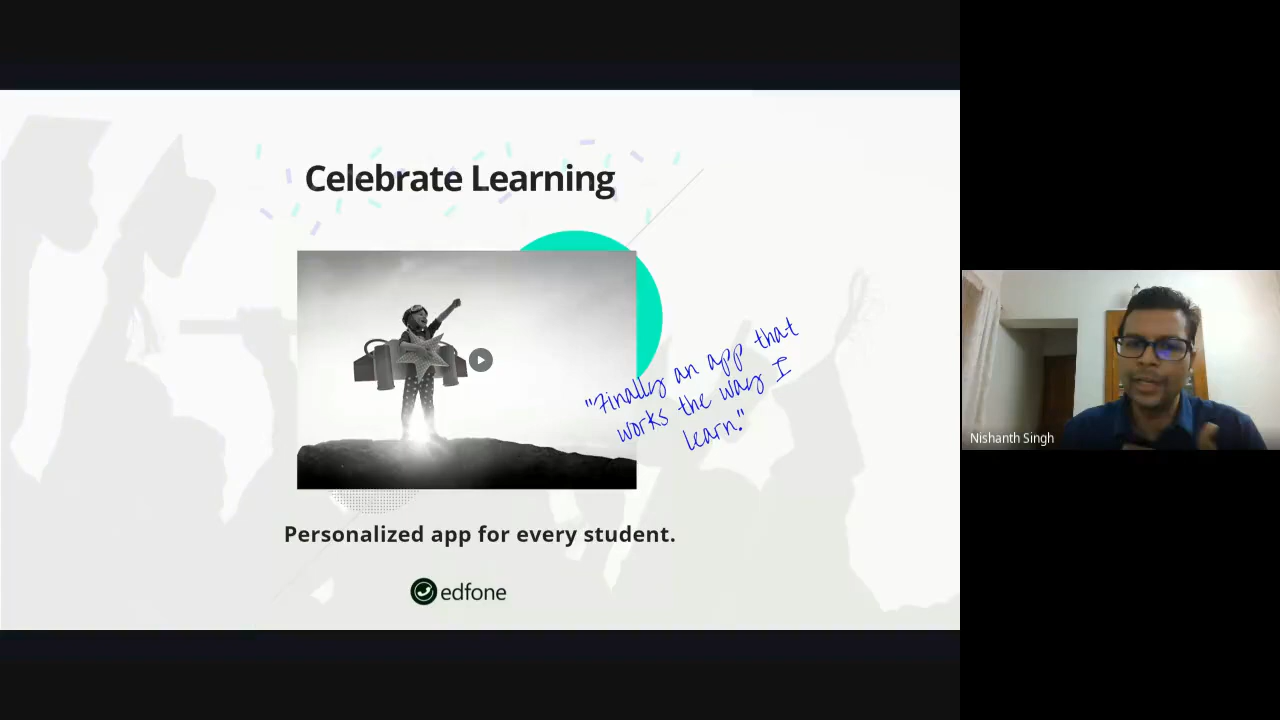 Celebrate Learning
"Finally an app that
works the way I
learn."
Personalized app for every student.
edfone
Nishanth Singh